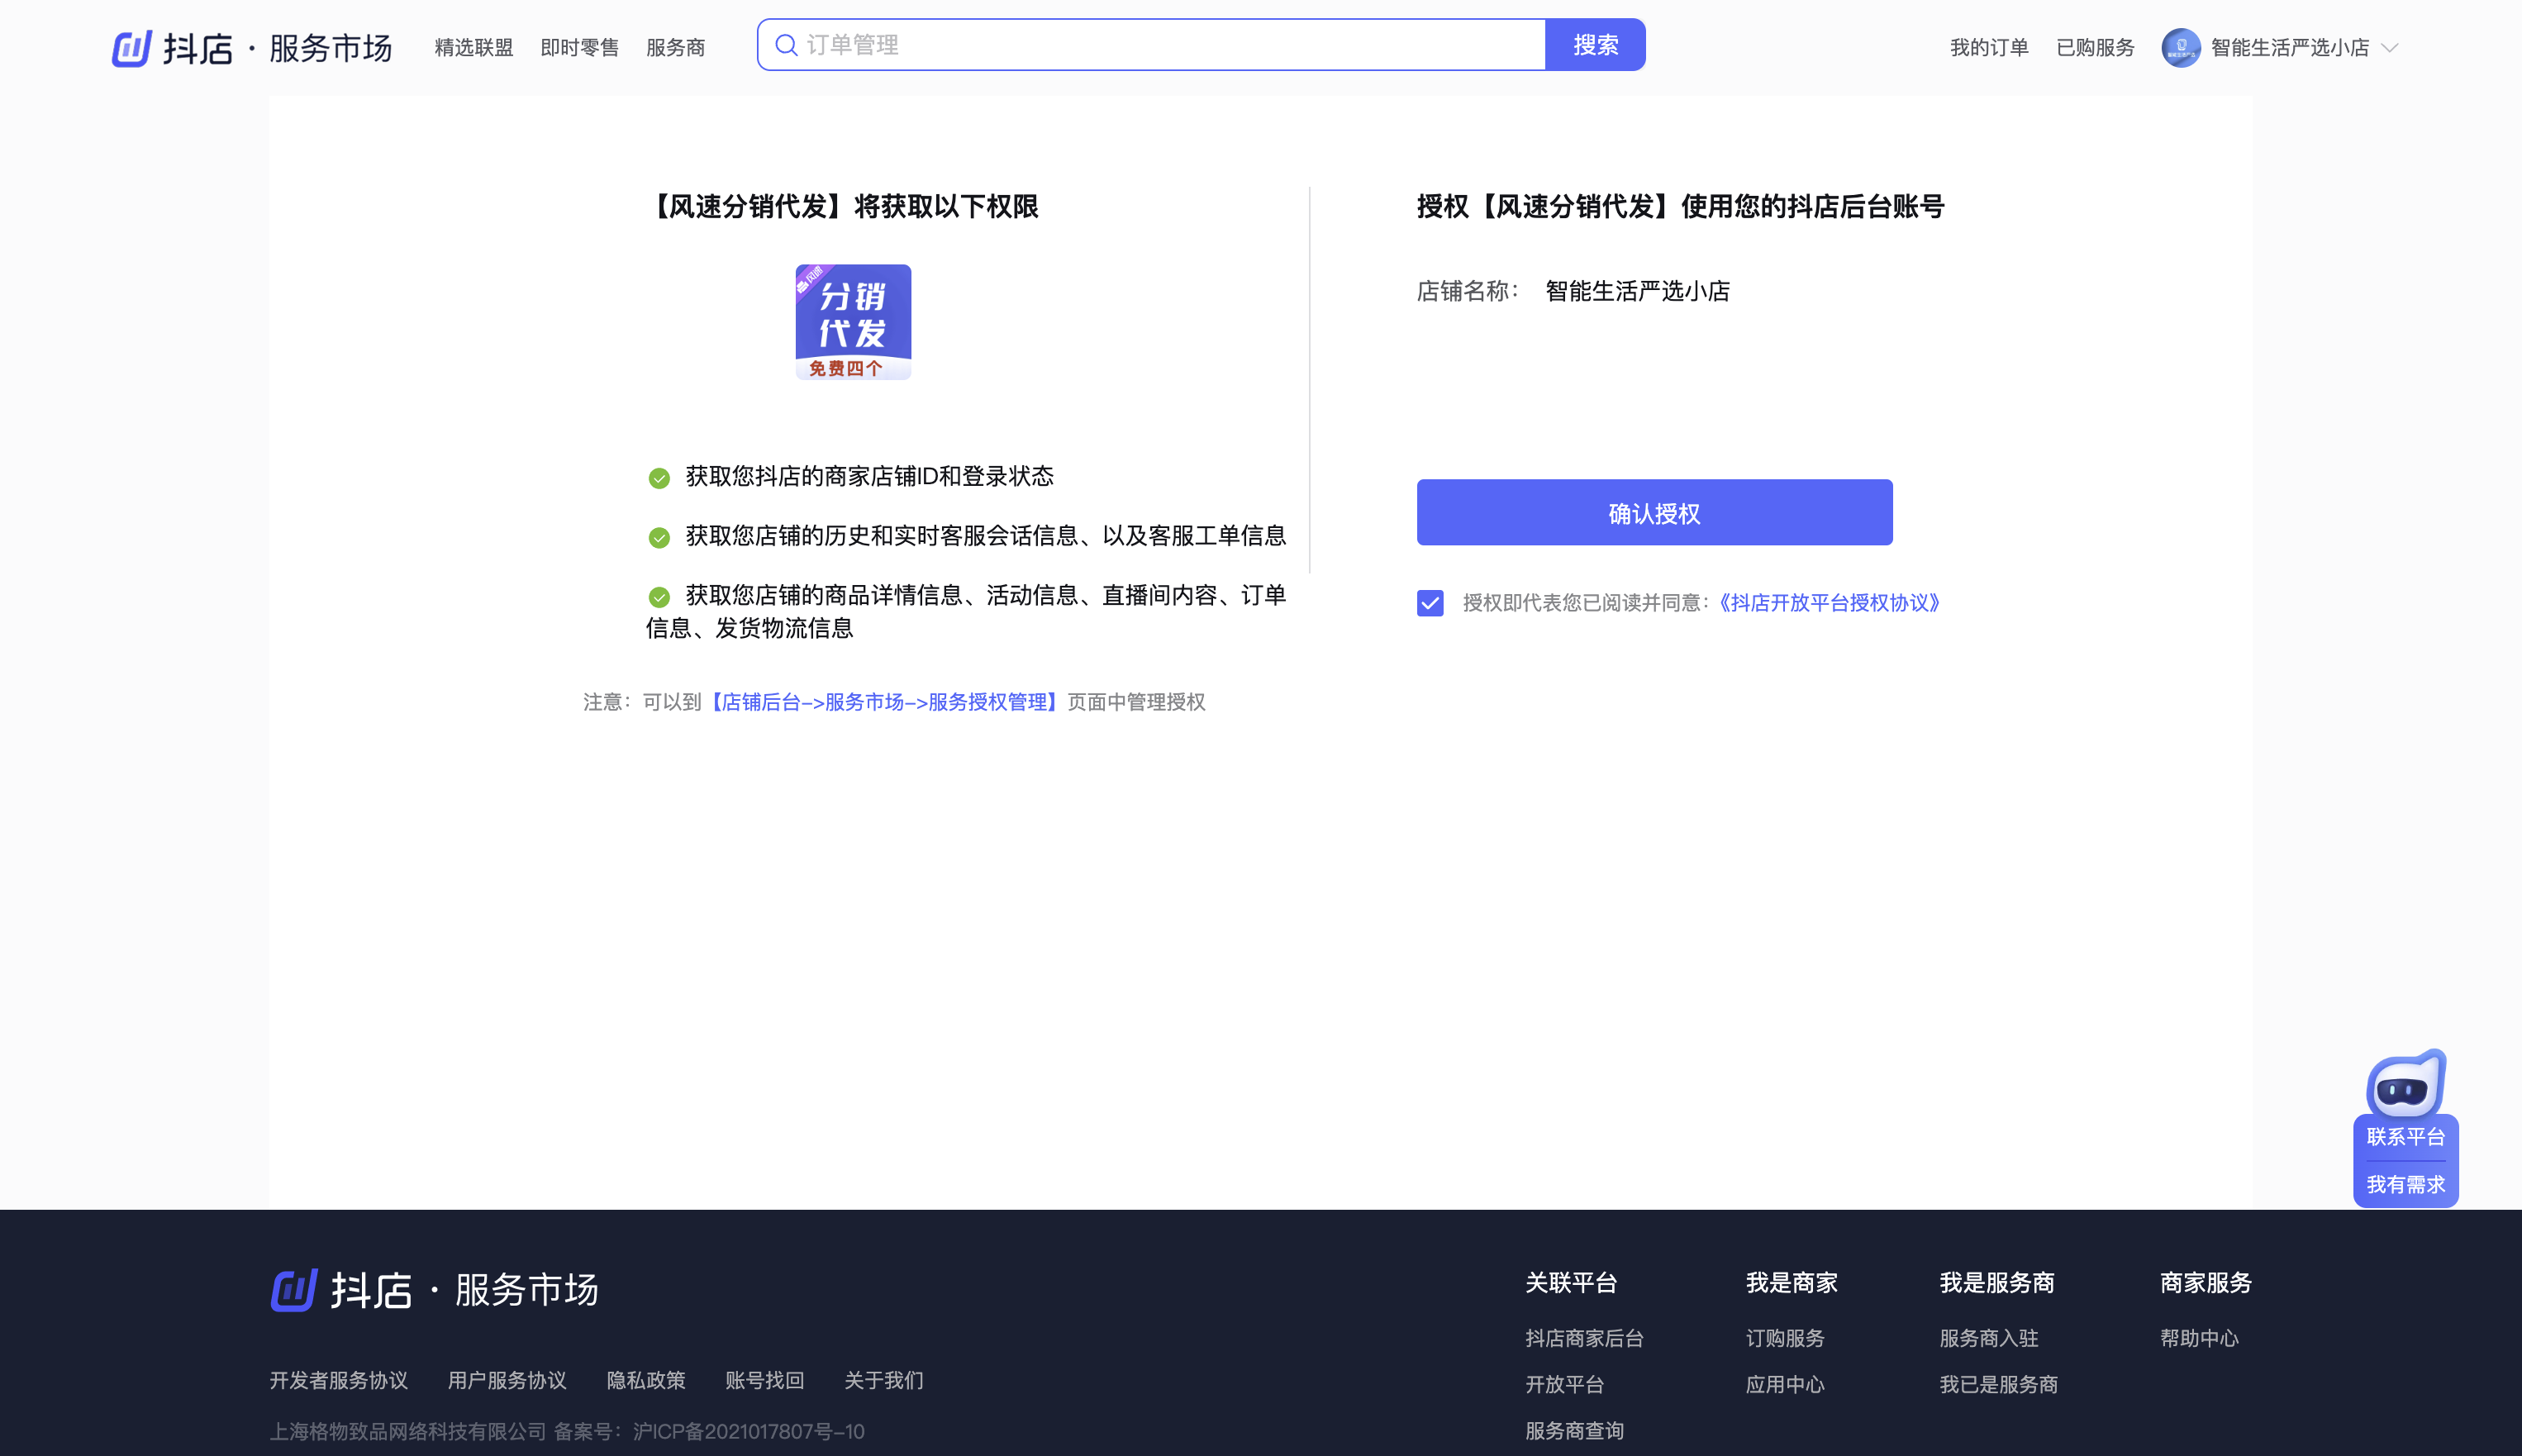 抖店 · 服务市场
精选联盟 即时零售 服务商
订单管理
搜索
我的订单 已购服务 智能生活严选小店
【风速分销代发】将获取以下权限
风速
分销
代发
免费四个
获取您抖店的商家店铺ID和登录状态
获取您店铺的历史和实时客服会话信息、以及客服工单信息
获取您店铺的商品详情信息、活动信息、直播间内容、订单
信息、发货物流信息
注意：可以到【店铺后台->服务市场->服务授权管理】页面中管理授权
授权【风速分销代发】使用您的抖店后台账号
店铺名称： 智能生活严选小店
确认授权
授权即代表您已阅读并同意：《抖店开放平台授权协议》
联系平台
我有需求
抖店 · 服务市场
开发者服务协议 用户服务协议 隐私政策 账号找回 关于我们
上海格物致品网络科技有限公司 备案号：沪ICP备2021017807号-10
关联平台
抖店商家后台
开放平台
服务商查询
我是商家
订购服务
应用中心
我是服务商
服务商入驻
我已是服务商
商家服务
帮助中心